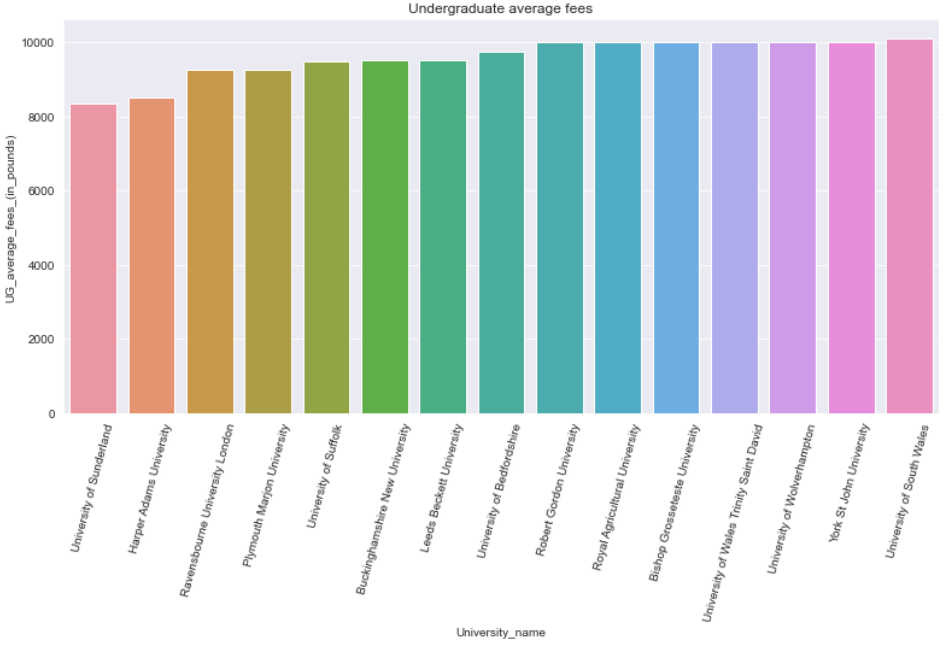 Undergraduate average fees
UG_average_fees_(in_pounds)
10000
8000
6000
4000
2000
0
University of Sunderland
Harper Adams University
Ravensbourne University London
Plymouth Marjon University
University of Suffolk
Buckinghamshire New University
Leeds Beckett University
University of Bedfordshire
Robert Gordon University
Royal Agricultural University
Bishop Grosseteste University
University of Wales Trinity Saint David
University of Wolverhampton
York St John University
University of South Wales
University_name